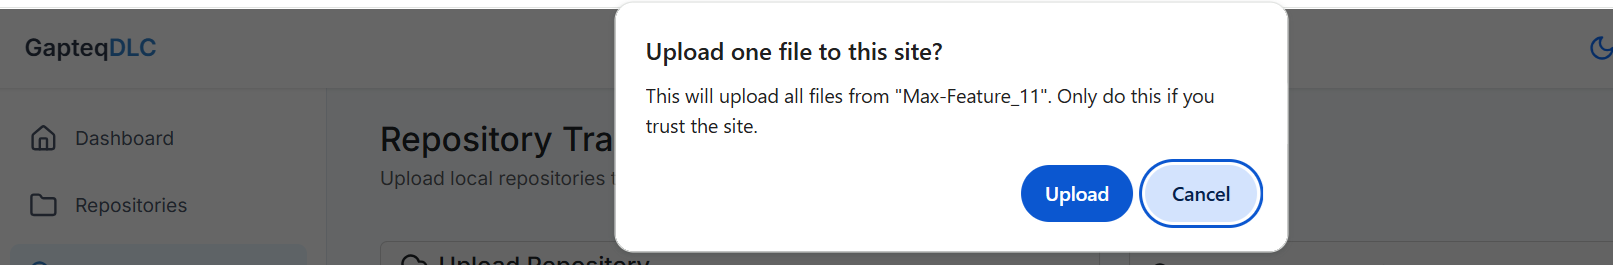 GapteqDLC
Upload one file to this site?
This will upload all files from "Max-Feature_11". Only do this if you
trust the site.
Upload
Cancel
Dashboard
Repositories
Repository Tra
Upload local repositories
Upload Repository